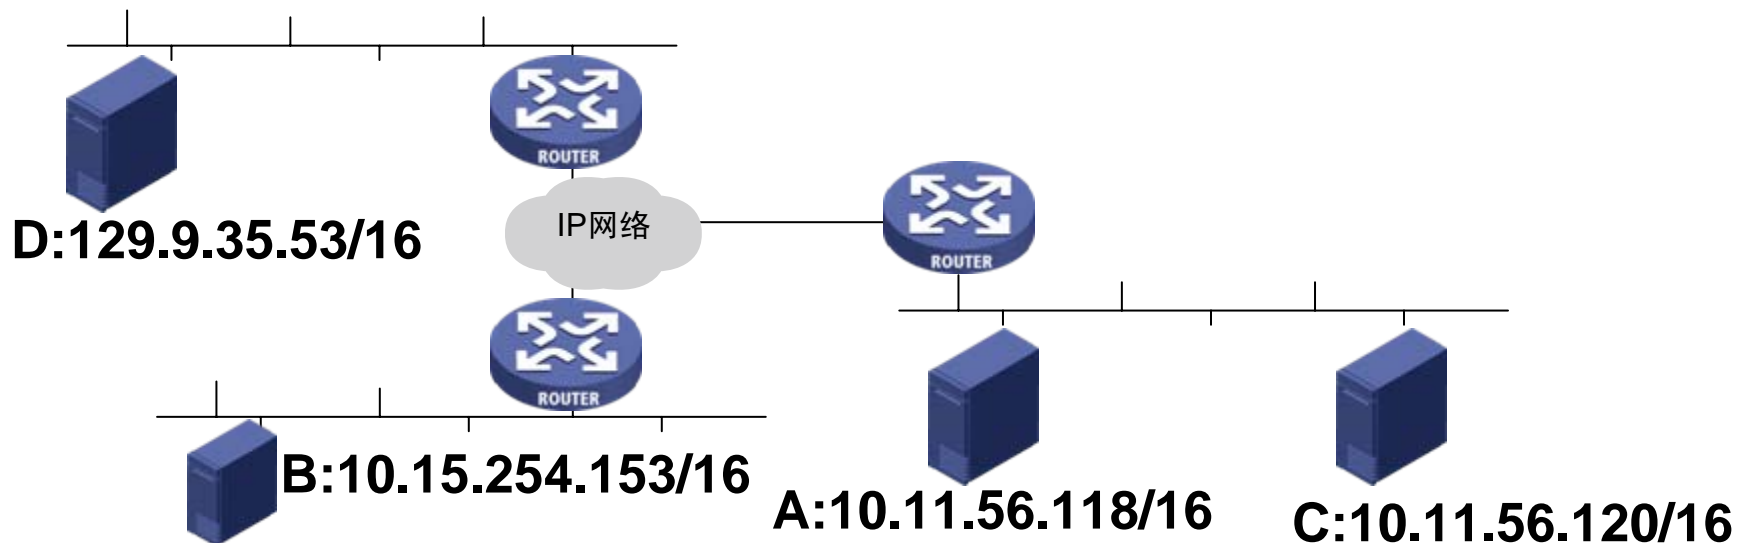 ROUTER
D:129.9.35.53/16
IP网络
ROUTER
ROUTER
B:10.15.254.153/16
A:10.11.56.118/16
C:10.11.56.120/16